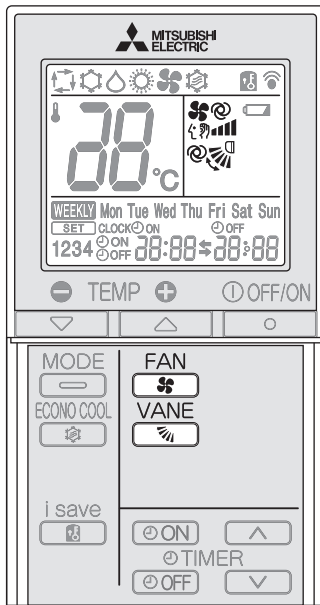 MITSUBISHI
ELECTRIC
88°C
WEEKLY Mon Tue Wed Thu Fri Sat Sun
SET CLOCK ON OFF
1234 ON OFF 88:88 88:88
TEMP OFF/ON
MODE FAN
ECONO COOL VANE
i save
ON
TIMER
OFF